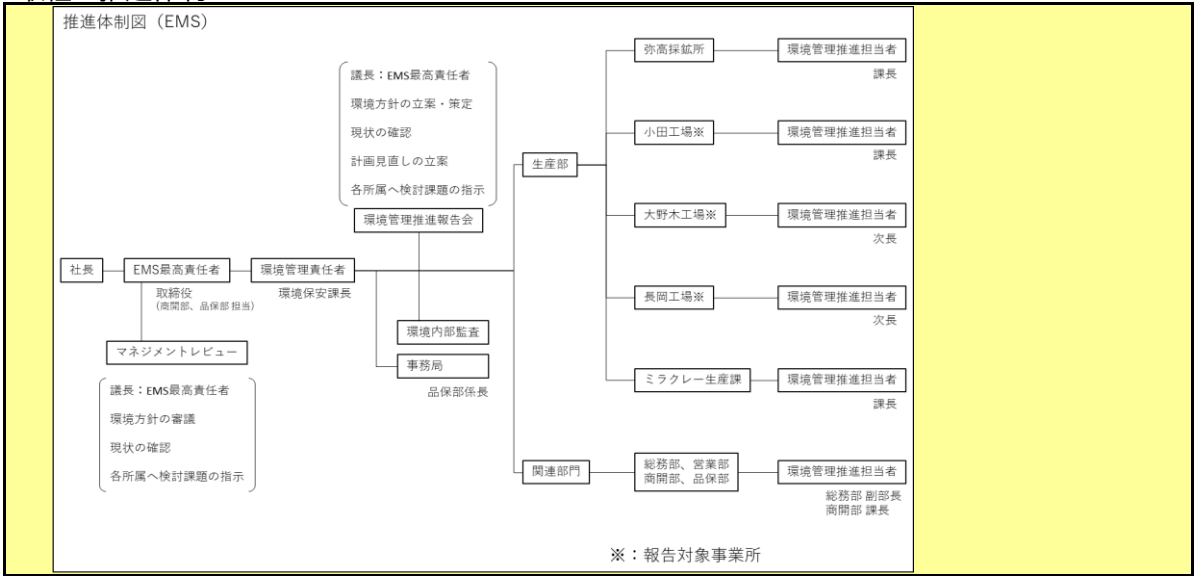 推進体制図（EMS）
議長：EMS最高責任者
環境方針の立案・策定
現状の確認
計画見直しの立案
各所属へ検討課題の指示
環境管理推進報告会
社長
EMS最高責任者
取締役
(商開部、品保部 担当)
環境管理責任者
環境保安課長
マネジメントレビュー
議長：EMS最高責任者
環境方針の審議
現状の確認
各所属へ検討課題の指示
環境内部監査
事務局
品保部係長
生産部
弥高採鉱所
環境管理推進担当者
課長
小田工場※
環境管理推進担当者
課長
大野木工場※
環境管理推進担当者
次長
長岡工場※
環境管理推進担当者
次長
ミラクレー生産課
環境管理推進担当者
課長
関連部門
総務部、営業部
商開部、品保部
環境管理推進担当者
総務部 副部長
商開部 課長
※：報告対象事業所